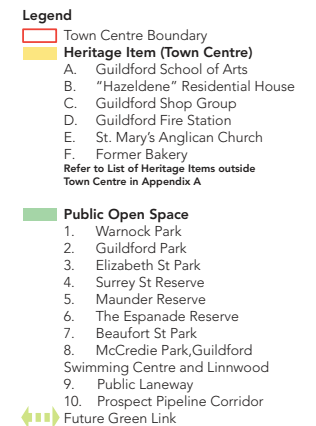 Legend
Town Centre Boundary
Heritage Item (Town Centre)
A. Guildford School of Arts
B. “Hazeldene” Residential House
C. Guildford Shop Group
D. Guildford Fire Station
E. St. Mary’s Anglican Church
F. Former Bakery
Refer to List of Heritage Items outside
Town Centre in Appendix A
Public Open Space
1. Warnock Park
2. Guildford Park
3. Elizabeth St Park
4. Surrey St Reserve
5. Maunder Reserve
6. The Espanade Reserve
7. Beaufort St Park
8. McCredie Park,Guildford
Swimming Centre and Linnwood
9. Public Laneway
10. Prospect Pipeline Corridor
Future Green Link